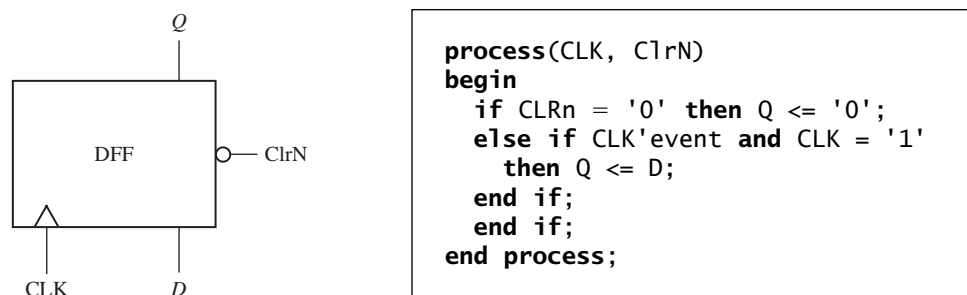 Q
DFF
ClrN
CLK
D
process(CLK, ClrN)
begin
if CLRn = '0' then Q <= '0';
else if CLK'event and CLK = '1'
then Q <= D;
end if;
end if;
end process;